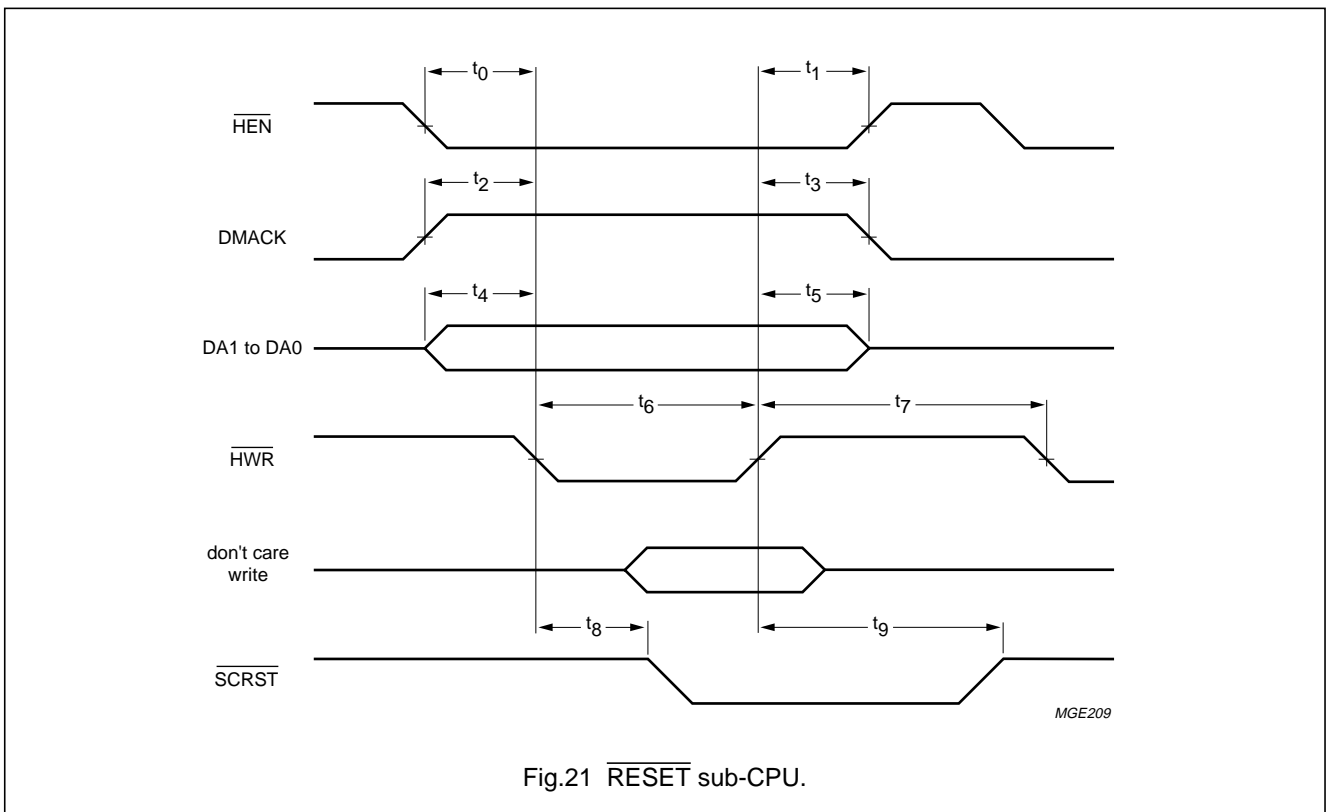 t0
t1
HEN
t2
t3
DMACK
t4
t5
DA1 to DA0
t6
t7
HWR
don't care
write
t8
t9
SCRST
MGE209
Fig.21 RESET sub-CPU.